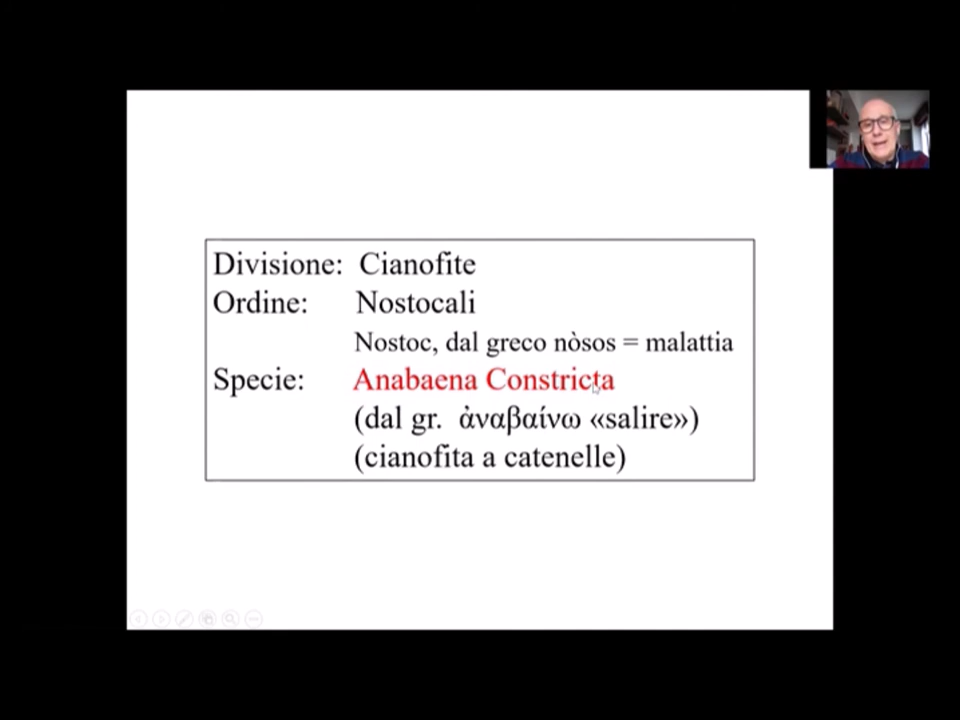 Divisione: Cianofite
Ordine: Nostocali
Nostoc, dal greco nòsos = malattia
Specie: Anabaena Constricta
(dal gr. ἀναβαίνω «salire»)
(cianofita a catenelle)